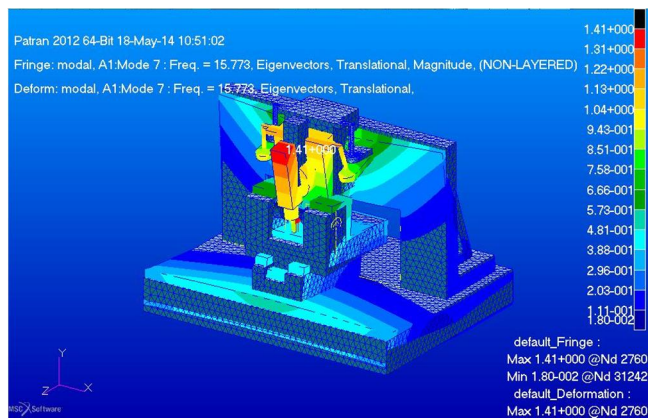 Patran 2012 64-Bit 18-May-14 10:51:02
Fringe: modal, A1:Mode 7 : Freq. = 15.773, Eigenvectors, Translational, Magnitude, (NON-LAYERED)
Deform: modal, A1:Mode 7 : Freq. = 15.773, Eigenvectors, Translational,
1.41+000
1.31+000
1.22+000
1.13+000
1.04+000
9.43-001
8.51-001
7.58-001
6.66-001
5.73-001
4.81-001
3.88-001
2.96-001
2.03-001
1.11-001
1.80-002
1.41+000
default_Fringe :
Max 1.41+000 @Nd 2760
Min 1.80-002 @Nd 31242
default_Deformation :
Max 1.41+000 @Nd 2760
Y
Z
X
MSC Software